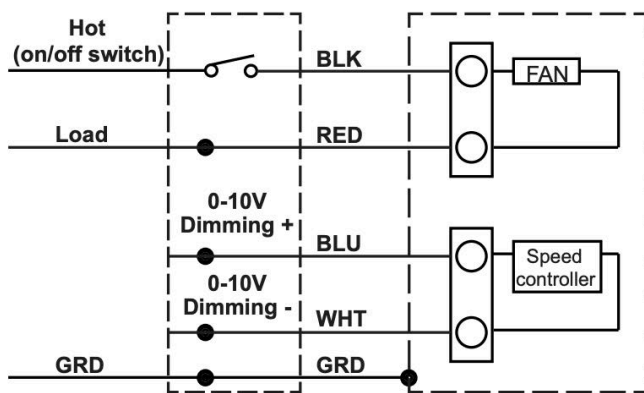 Hot
(on/off switch)
BLK
FAN
Load
RED
0-10V
Dimming +
BLU
Speed
controller
0-10V
Dimming -
WHT
GRD
GRD